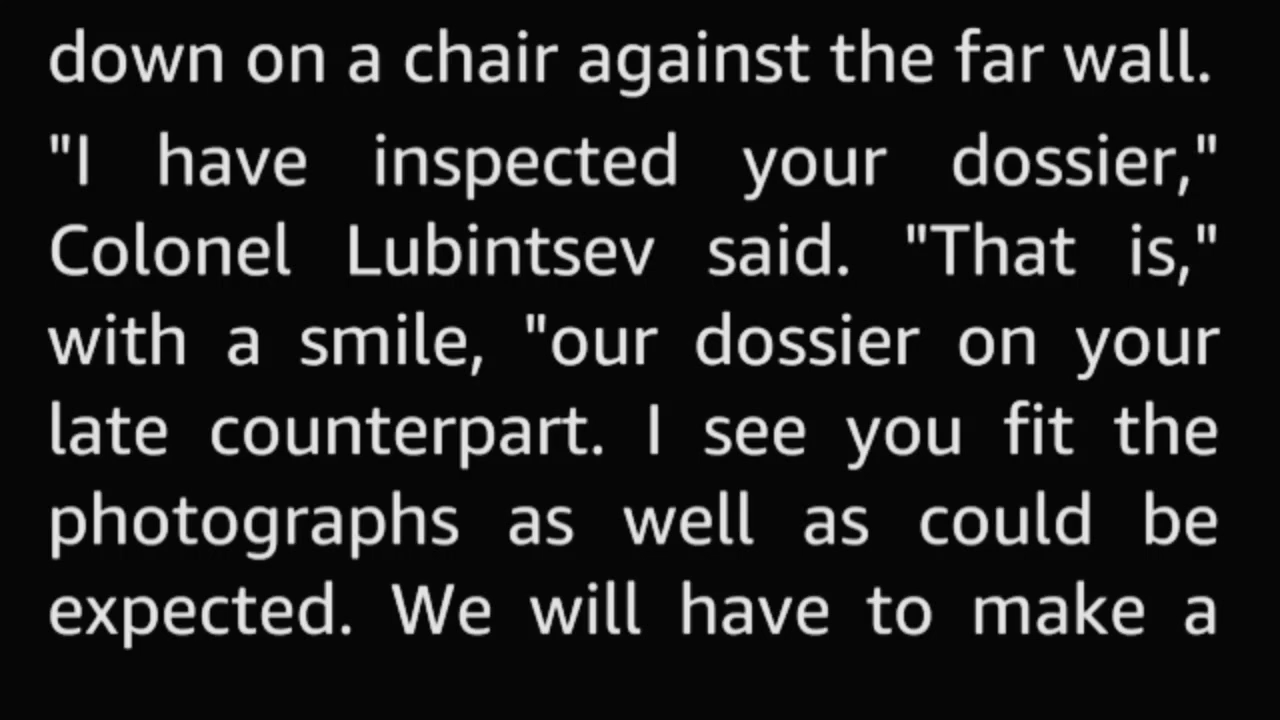 down on a chair against the far wall.
"I have inspected your dossier,"
Colonel Lubintsev said. "That is,"
with a smile, "our dossier on your
late counterpart. I see you fit the
photographs as well as could be
expected. We will have to make a